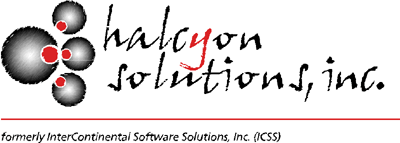 halcyon
solutions, inc.
formerly InterContinental Software Solutions, Inc. (ICSS)